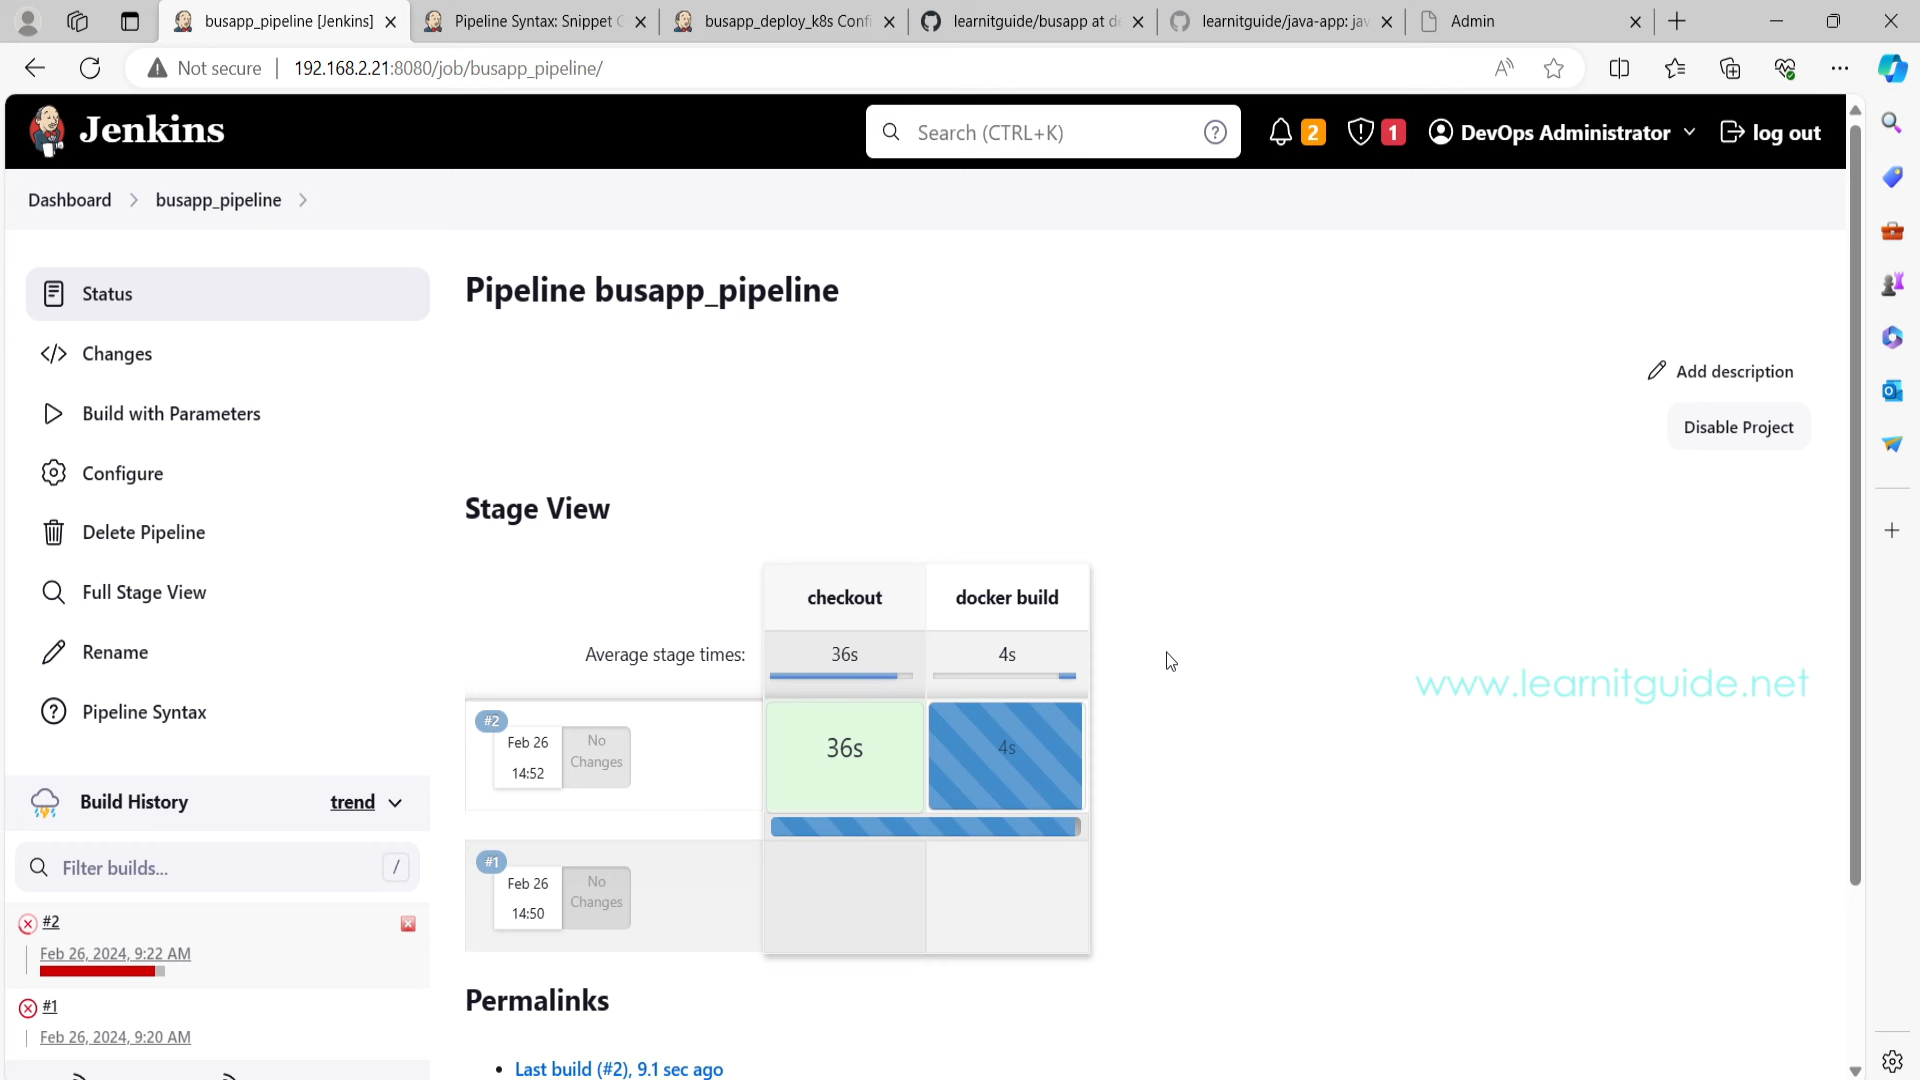 busapp_pipeline [Jenkins]
Pipeline Syntax: Snippet
busapp_deploy_k8s Confi
learnitguide/busapp at de
learnitguide/java-app: jav
Admin
Not secure
192.168.2.21:8080/job/busapp_pipeline/
Jenkins
Search (CTRL+K)
2
1
DevOps Administrator
log out
Dashboard
busapp_pipeline
Status
Changes
Build with Parameters
Configure
Delete Pipeline
Full Stage View
Rename
Pipeline Syntax
Build History
trend
Filter builds...
/
#2
Feb 26, 2024, 9:22 AM
#1
Feb 26, 2024, 9:20 AM
Pipeline busapp_pipeline
Add description
Disable Project
Stage View
checkout
docker build
Average stage times:
36s
4s
#2
Feb 26
14:52
No
Changes
36s
4s
#1
Feb 26
14:50
No
Changes
Permalinks
Last build (#2), 9.1 sec ago
www.learnitguide.net